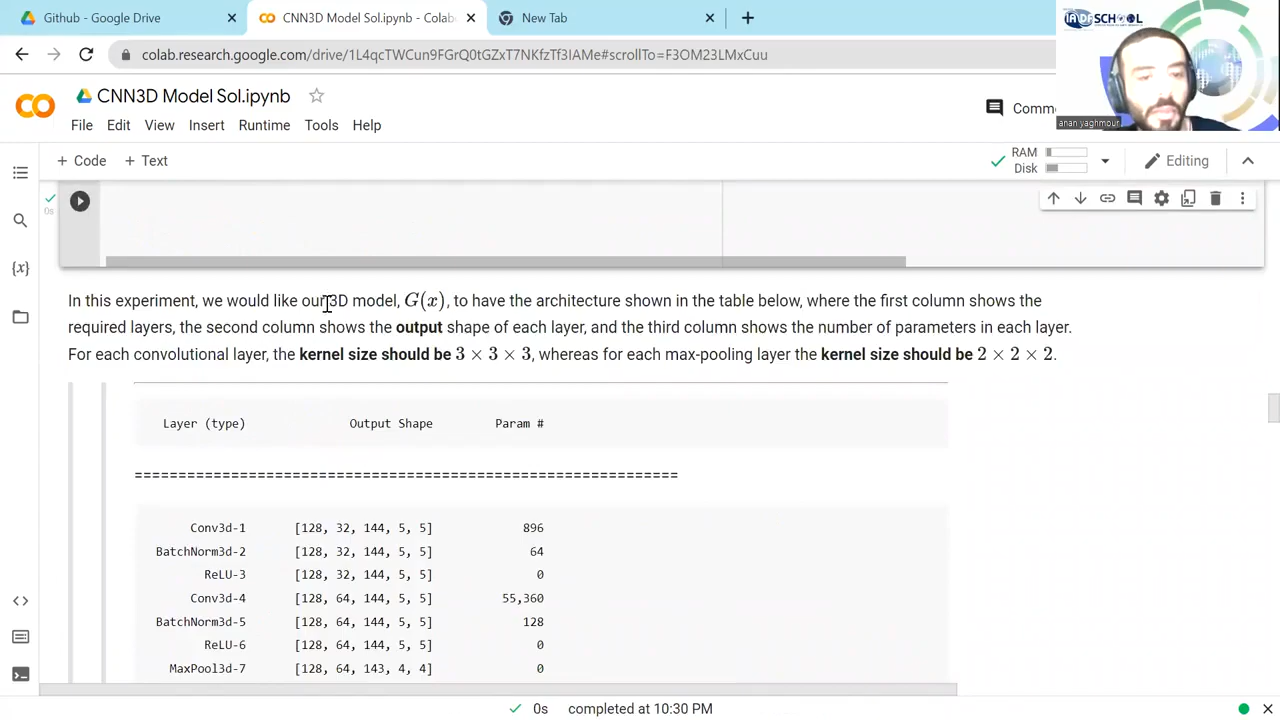 Github - Google Drive
CNN3D Model Sol.ipynb - Colab
New Tab
colab.research.google.com/drive/1L4qcTWCun9FGrQ0tGZxT7NKfzTf3IAMe#scrollTo=F3OM23LMxCuu
IADFSCHOOL
anan yaghmour
CNN3D Model Sol.ipynb
Comme
File Edit View Insert Runtime Tools Help
+ Code + Text
RAM
Disk
Editing
0s
In this experiment, we would like our 3D model, G(x), to have the architecture shown in the table below, where the first column shows the
required layers, the second column shows the output shape of each layer, and the third column shows the number of parameters in each layer.
For each convolutional layer, the kernel size should be 3 × 3 × 3, whereas for each max-pooling layer the kernel size should be 2 × 2 × 2.
Layer (type) Output Shape Param #
================================================================
Conv3d-1 [128, 32, 144, 5, 5] 896
BatchNorm3d-2 [128, 32, 144, 5, 5] 64
ReLU-3 [128, 32, 144, 5, 5] 0
Conv3d-4 [128, 64, 144, 5, 5] 55,360
BatchNorm3d-5 [128, 64, 144, 5, 5] 128
ReLU-6 [128, 64, 144, 5, 5] 0
MaxPool3d-7 [128, 64, 143, 4, 4] 0
0s completed at 10:30 PM